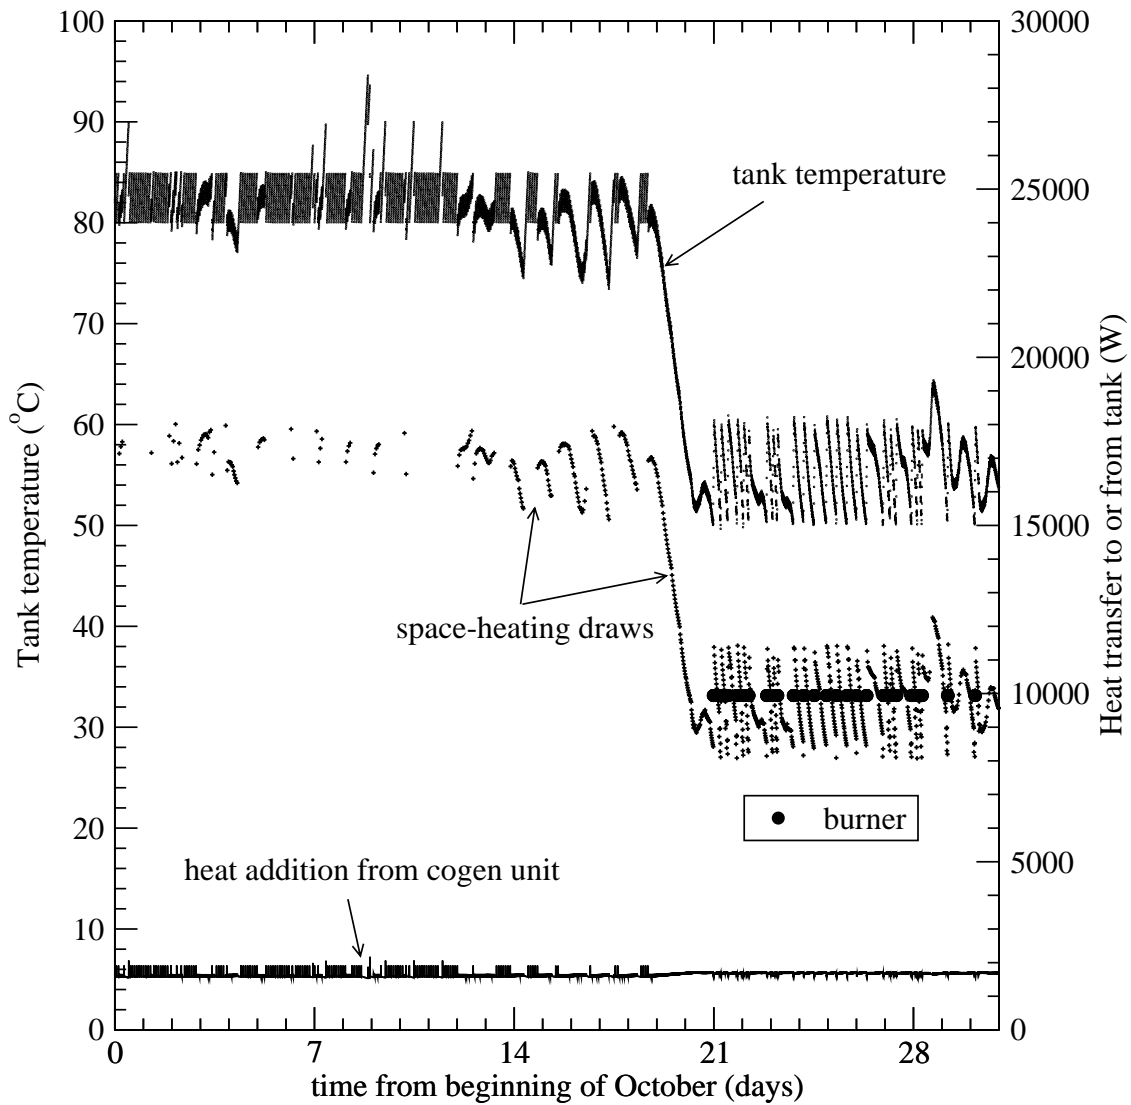 100
90
80
70
60
50
40
30
20
10
0
Tank temperature (°C)
30000
25000
20000
15000
10000
5000
0
Heat transfer to or from tank (W)
tank temperature
space-heating draws
burner
heat addition from cogen unit
0 7 14 21 28
time from beginning of October (days)